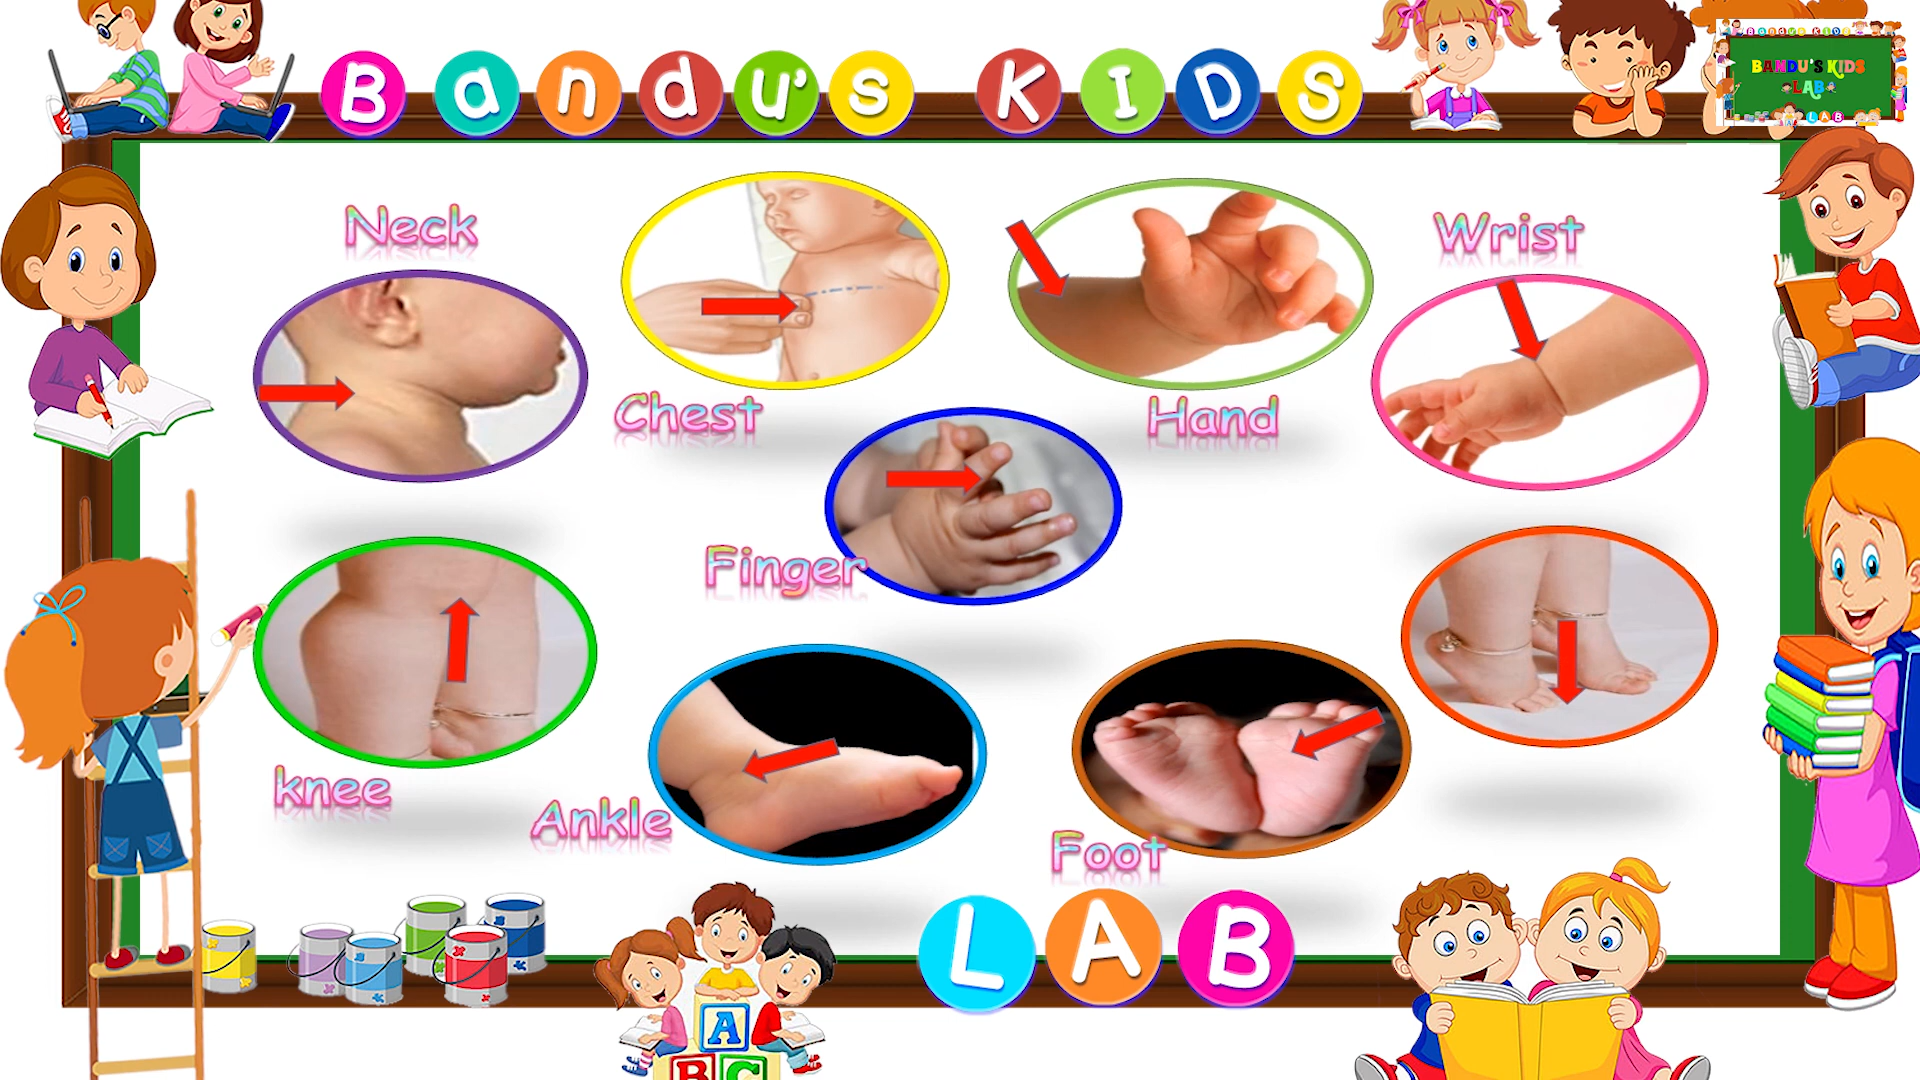 Bandu's KIDS
BANDU'S KIDS
LAB
Neck
Wrist
Chest
Hand
Finger
knee
Ankle
Foot
LAB
A
B C